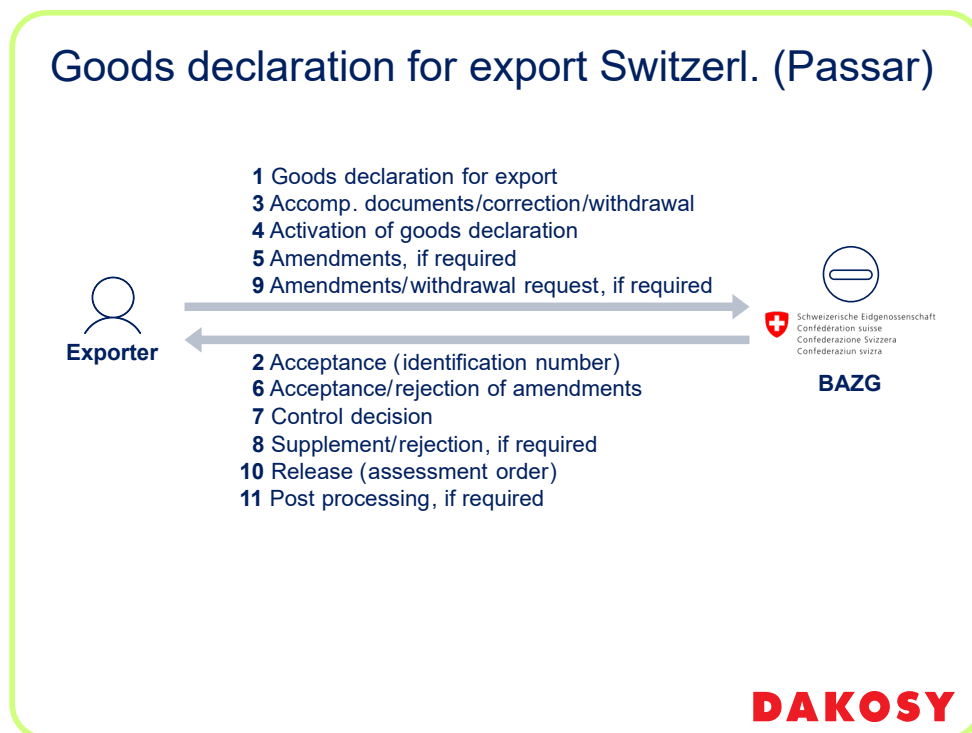 Goods declaration for export Switzerl. (Passar)
1 Goods declaration for export
3 Accomp. documents/correction/withdrawal
4 Activation of goods declaration
5 Amendments, if required
9 Amendments/withdrawal request, if required
Exporter
Schweizerische Eidgenossenschaft
Confédération suisse
Confederazione Svizzera
Confederaziun svizra
BAZG
2 Acceptance (identification number)
6 Acceptance/rejection of amendments
7 Control decision
8 Supplement/rejection, if required
10 Release (assessment order)
11 Post processing, if required
DAKOSY